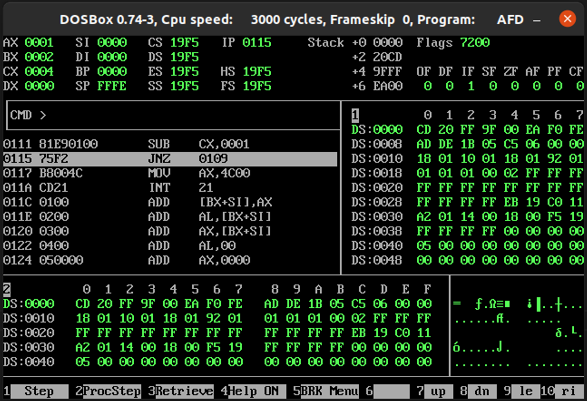 DOSBox 0.74-3, Cpu speed: 3000 cycles, Frameskip 0, Program: AFD
AX 0001 SI 0000 CS 19F5 IP 0115 Stack +0 0000 Flags 7200
BX 0002 DI 0000 DS 19F5 +2 20CD
CX 0004 BP 0000 ES 19F5 HS 19F5 +4 9FFF OF DF IF SF ZF AF PF CF
DX 0000 SP FFFE SS 19F5 FS 19F5 +6 EA00 0 0 1 0 0 0 0 0
CMD >
1 0 1 2 3 4 5 6 7
DS:0000 CD 20 FF 9F 00 EA F0 FE
DS:0008 AD DE 1B 05 C5 06 00 00
DS:0010 18 01 10 01 18 01 92 01
DS:0018 01 01 01 00 02 FF FF FF
DS:0020 FF FF FF FF FF FF FF FF
DS:0028 FF FF FF FF EB 19 C0 11
DS:0030 A2 01 14 00 18 00 F5 19
DS:0038 FF FF FF FF 00 00 00 00
DS:0040 05 00 00 00 00 00 00 00
DS:0048 00 00 00 00 00 00 00 00
0111 81E90100 SUB CX,0001
0115 75F2 JNZ 0109
0117 B8004C MOV AX,4C00
011A CD21 INT 21
011C 0100 ADD [BX+SI],AX
011E 0200 ADD AL,[BX+SI]
0120 0300 ADD AX,[BX+SI]
0122 0400 ADD AL,00
0124 050000 ADD AX,0000
2 0 1 2 3 4 5 6 7 8 9 A B C D E F
DS:0000 CD 20 FF 9F 00 EA F0 FE AD DE 1B 05 C5 06 00 00
DS:0010 18 01 10 01 18 01 92 01 01 01 01 00 02 FF FF FF
DS:0020 FF FF FF FF FF FF FF FF FF FF FF FF EB 19 C0 11
DS:0030 A2 01 14 00 18 00 F5 19 FF FF FF FF 00 00 00 00
DS:0040 05 00 00 00 00 00 00 00 00 00 00 00 00 00 00 00
1 Step 2ProcStep 3Retrieve 4Help ON 5BRK Menu 6 7 up 8 dn 9 le 10 ri